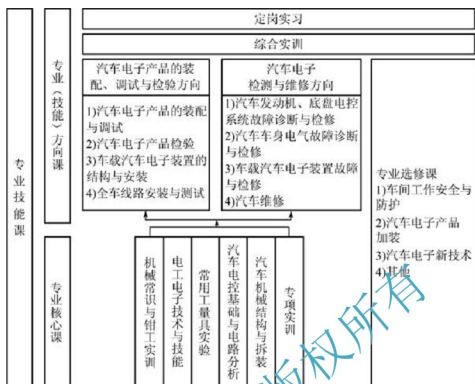 定岗实习
综合实训
专业技能课
专业（技能）方向课
汽车电子产品的装
配、调试与检验方向
1)汽车电子产品的装配
与调试
2)汽车电子产品检验
3)车载汽车电子装置的
结构与安装
4)全车线路安装与测试
汽车电子
检测与维修方向
1)汽车发动机、底盘电控
系统故障诊断与检修
2)汽车车身电气故障诊断
与检修
3)车载汽车电子装置故障
与检修
4)汽车维修
专业选修课
1)车间工作安全与
防护
2)汽车电子产品
加装
3)汽车电子新技术
4)其他
专业核心课
机械常识与钳工实训
电工电子技术与技能
常用工量具实验
汽车电控基础与电路分析
汽车机械结构与拆装
专项实训
版权所有